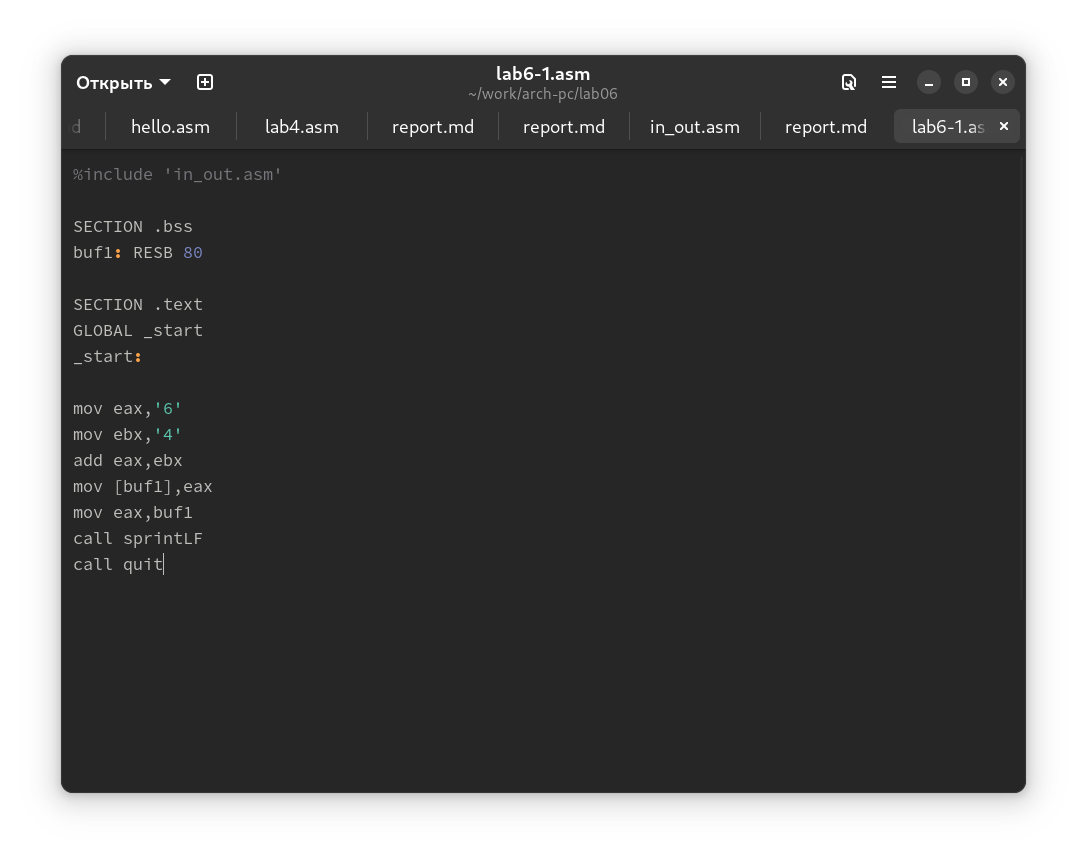 Открыть
lab6-1.asm
~/work/arch-pc/lab06
d hello.asm lab4.asm report.md report.md in_out.asm report.md lab6-1.as
%include 'in_out.asm'
SECTION .bss
buf1: RESB 80
SECTION .text
GLOBAL _start
_start:
mov eax,'6'
mov ebx,'4'
add eax,ebx
mov [buf1],eax
mov eax,buf1
call sprintLF
call quit